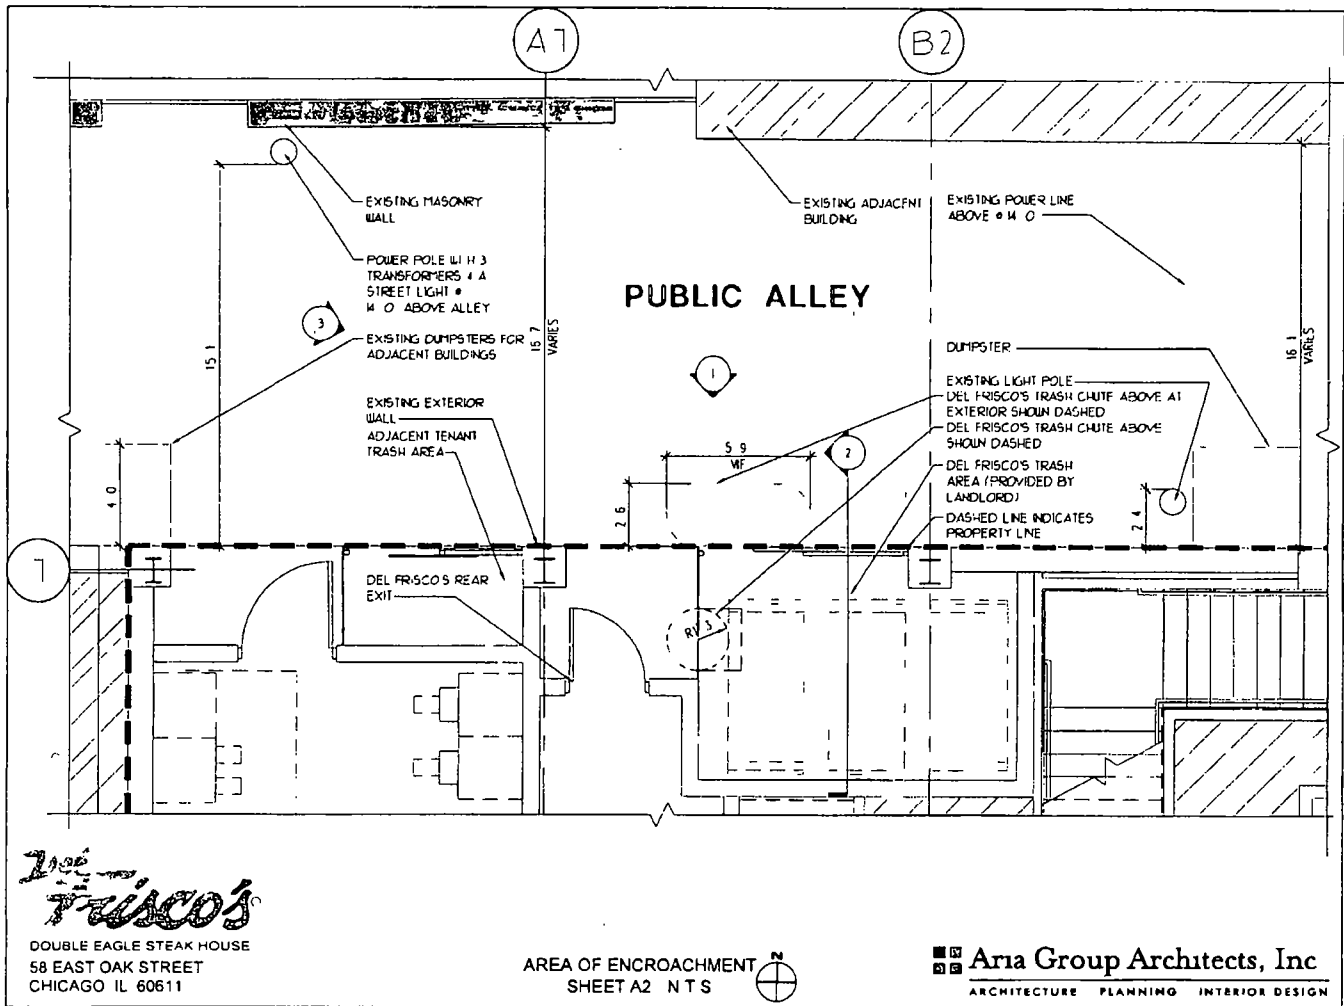 A7
B2
EXISTING MASONRY
WALL
EXISTING ADJACENT
BUILDING
EXISTING POWER LINE
ABOVE @ 14 0
POWER POLE WITH 3
TRANSFORMERS & A
STREET LIGHT @
14 0 ABOVE ALLEY
PUBLIC ALLEY
3
15 1
15 7
VARIES
16 1
VARIES
EXISTING DUMPSTERS FOR
ADJACENT BUILDINGS
DUMPSTER
1
EXISTING LIGHT POLE
DEL FRISCO'S TRASH CHUTE ABOVE AT
EXTERIOR SHOWN DASHED
DEL FRISCO'S TRASH CHUTE ABOVE
SHOWN DASHED
EXISTING EXTERIOR
WALL
ADJACENT TENANT
TRASH AREA
5 9
VIF
2
DEL FRISCO'S TRASH
AREA (PROVIDED BY
LANDLORD)
4 0
2 6
2 4
DASHED LINE INDICATES
PROPERTY LINE
7
DEL FRISCO'S REAR
EXIT
Del Frisco's
DOUBLE EAGLE STEAK HOUSE
58 EAST OAK STREET
CHICAGO IL 60611
AREA OF ENCROACHMENT
SHEET A2 N T S
N
Aria Group Architects, Inc
ARCHITECTURE PLANNING INTERIOR DESIGN